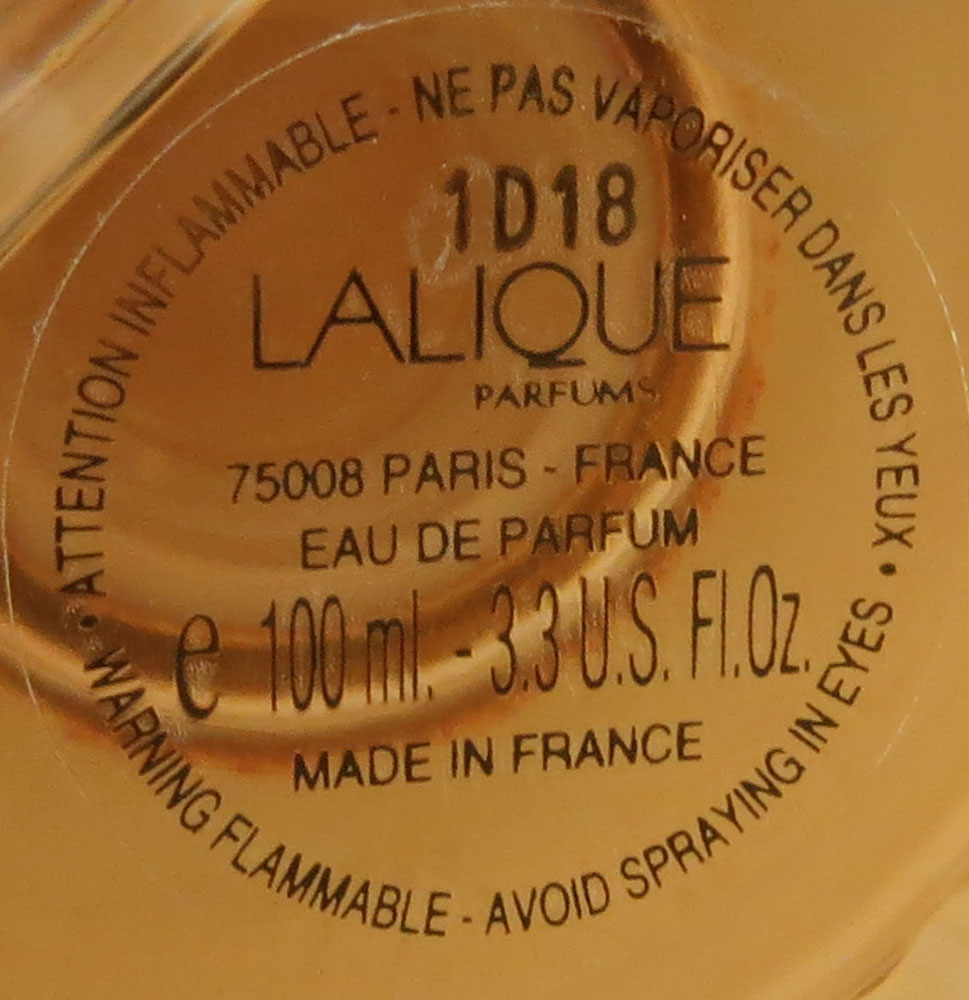 • ATTENTION INFLAMMABLE - NE PAS VAPORISER DANS LES YEUX •
1D18
LALIQUE
PARFUMS
75008 PARIS - FRANCE
EAU DE PARFUM
e 100 ml. - 3.3 U.S. Fl.Oz.
MADE IN FRANCE
WARNING FLAMMABLE - AVOID SPRAYING IN EYES